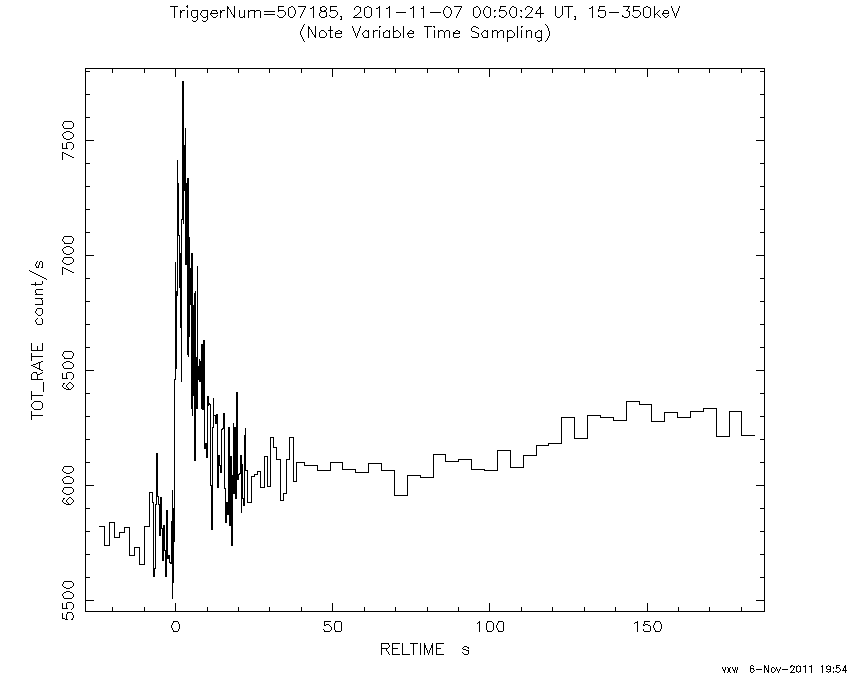 TriggerNum=507185, 2011-11-07 00:50:24 UT, 15-350keV
(Note Variable Time Sampling)
TOT_RATE count/s
7500
7000
6500
6000
5500
0 50 100 150
RELTIME s
vxw 6-Nov-2011 19:54